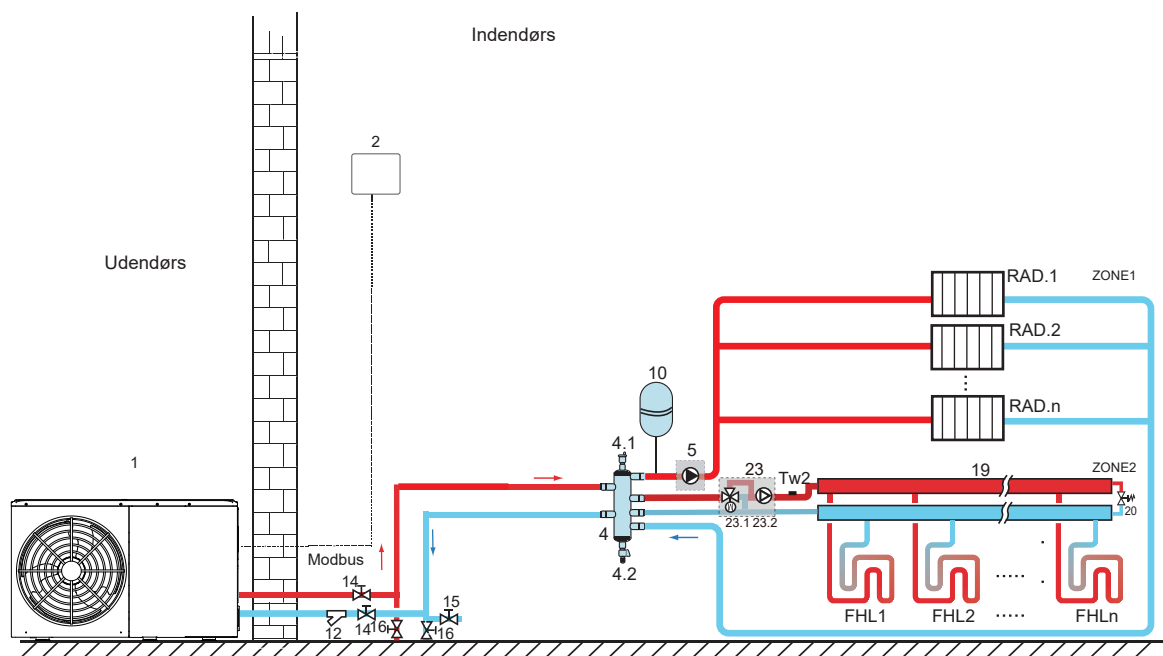 Indendørs
2
Udendørs
RAD.1
ZONE1
RAD.2
10
RAD.n
4.1
5
1
23
Tw2
19
ZONE2
20
23.1
23.2
4
Modbus
4.2
14
15
12
14
16
16
FHL1
FHL2
FHLn